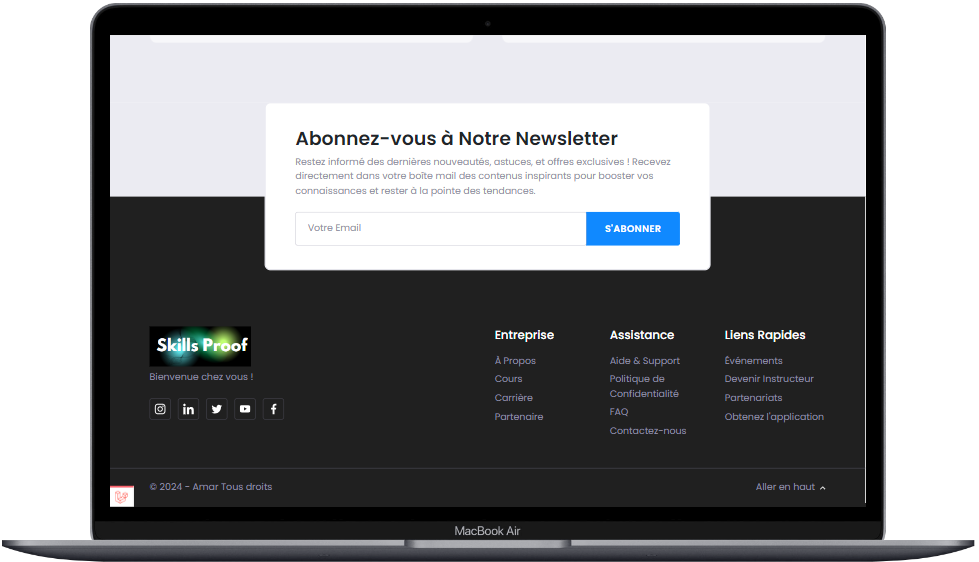 Abonnez-vous à Notre Newsletter
Restez informé des dernières nouveautés, astuces, et offres exclusives ! Recevez
directement dans votre boîte mail des contenus inspirants pour booster vos
connaissances et rester à la pointe des tendances.
Votre Email
S'ABONNER
Skills Proof
Bienvenue chez vous !
Entreprise
À Propos
Cours
Carrière
Partenaire
Assistance
Aide & Support
Politique de
Confidentialité
FAQ
Contactez-nous
Liens Rapides
Événements
Devenir Instructeur
Partenariats
Obtenez l'application
© 2024 - Amar Tous droits
Aller en haut
MacBook Air